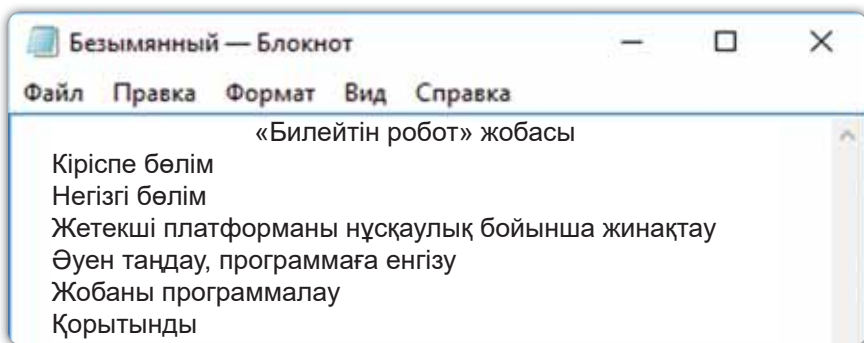 Безымянный — Блокнот
Файл Правка Формат Вид Справка
«Билейтін робот» жобасы
Кіріспе бөлім
Негізгі бөлім
Жетекші платформаны нұсқаулық бойынша жинақтау
Әуен таңдау, программаға енгізу
Жобаны программалау
Қорытынды